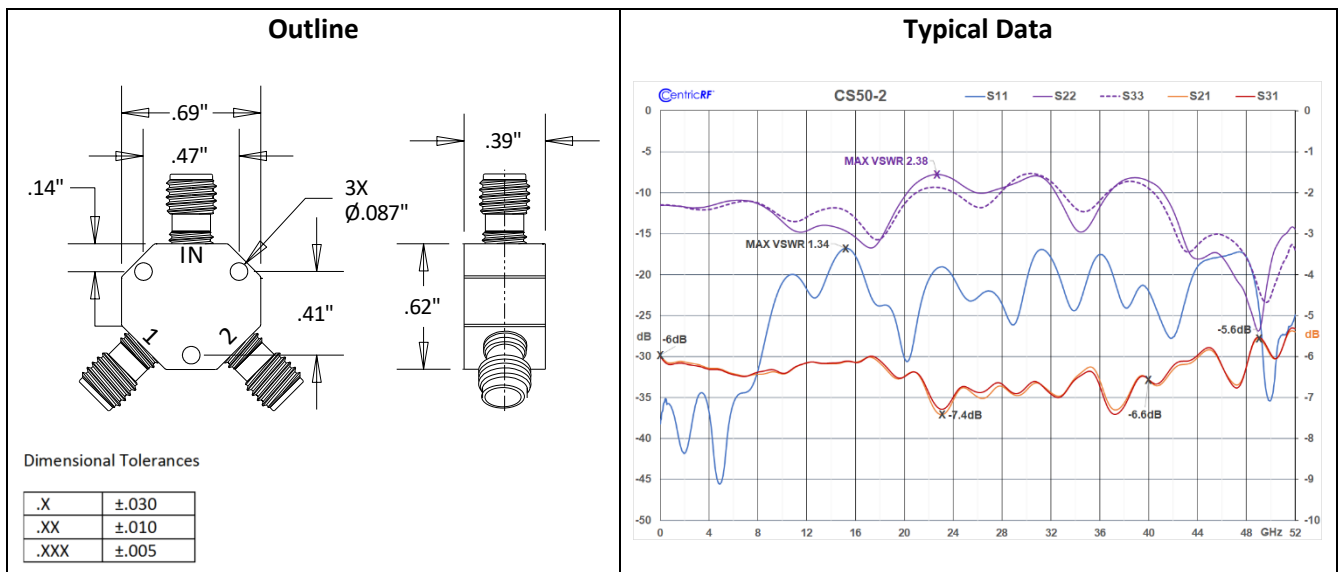 Outline
.69"
.47"
.14"
3X
Ø.087"
IN
1
2
.41"
.39"
.62"
Dimensional Tolerances
.X ±.030
.XX ±.010
.XXX ±.005
Typical Data
CentricRF™
CS50-2
S11 S22 S33 S21 S31
0 0
-5 -1
MAX VSWR 2.38
-10 -2
MAX VSWR 1.34
-15 -3
-20 -4
-25 -5
dB dB
-6dB
-5.6dB
-30 -6
-35 -7
-7.4dB
-6.6dB
-40 -8
-45 -9
-50 -10
0 4 8 12 16 20 24 28 32 36 40 44 48 GHz 52